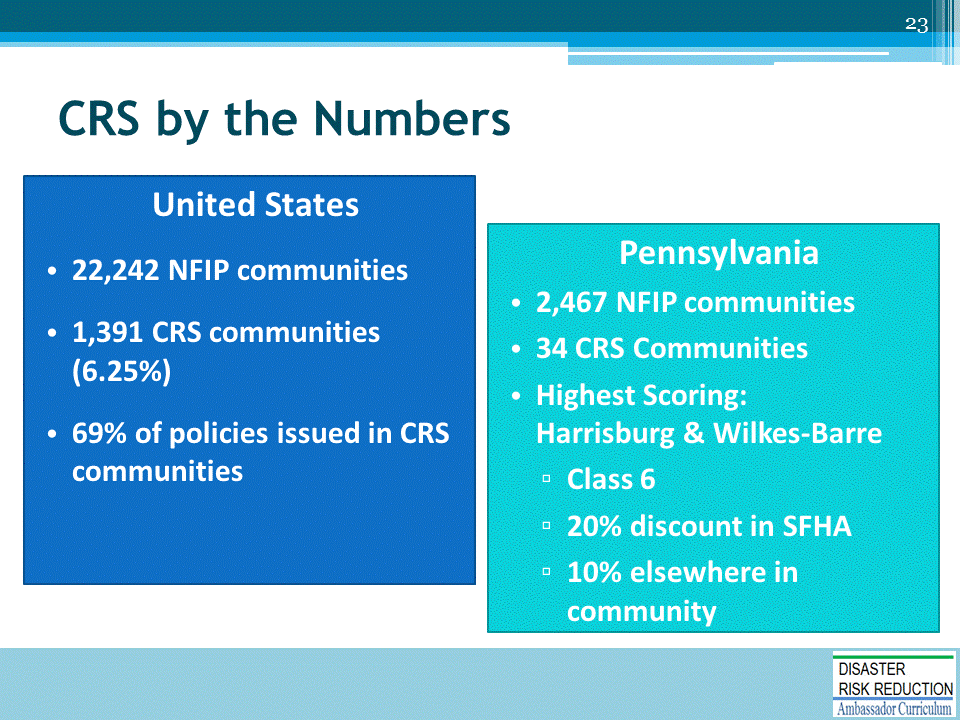 23
CRS by the Numbers
United States
• 22,242 NFIP communities
• 1,391 CRS communities
(6.25%)
• 69% of policies issued in CRS
communities
Pennsylvania
• 2,467 NFIP communities
• 34 CRS Communities
• Highest Scoring:
Harrisburg & Wilkes-Barre
▫ Class 6
▫ 20% discount in SFHA
▫ 10% elsewhere in
community
DISASTER
RISK REDUCTION
Ambassador Curriculum